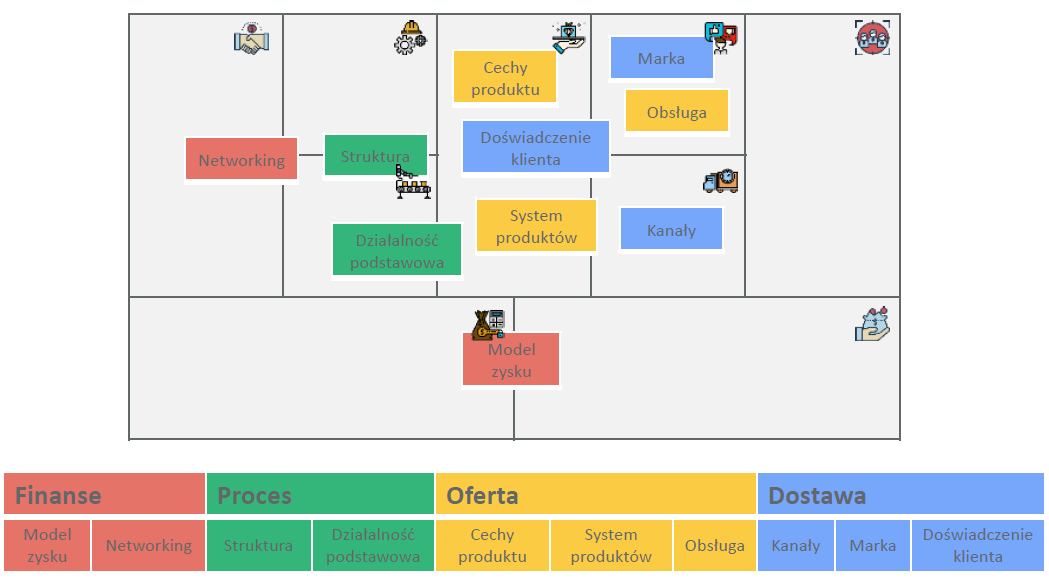 Cechy
produktu
Marka
Obsługa
Networking
Struktura
Doświadczenie
klienta
Działalność
podstawowa
System
produktów
Kanały
Model
zysku
Finanse
Proces
Oferta
Dostawa
Model
zysku
Networking
Struktura
Działalność
podstawowa
Cechy
produktu
System
produktów
Obsługa
Kanały
Marka
Doświadczenie
klienta